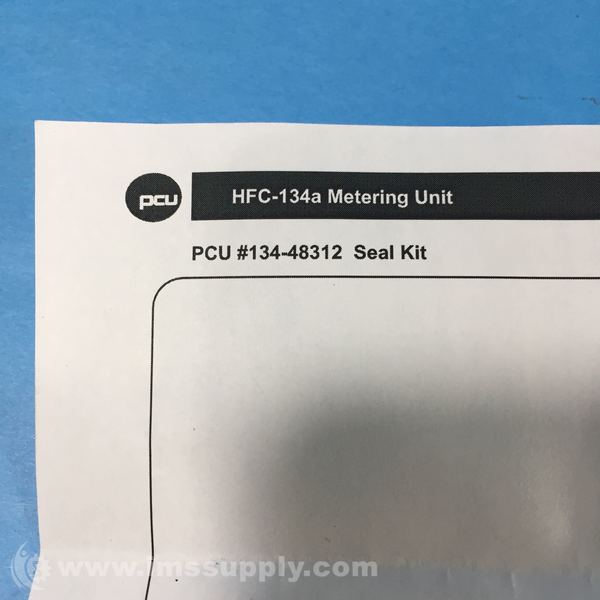 pcu
HFC-134a Metering Unit
PCU #134-48312 Seal Kit
www.imssupply.com